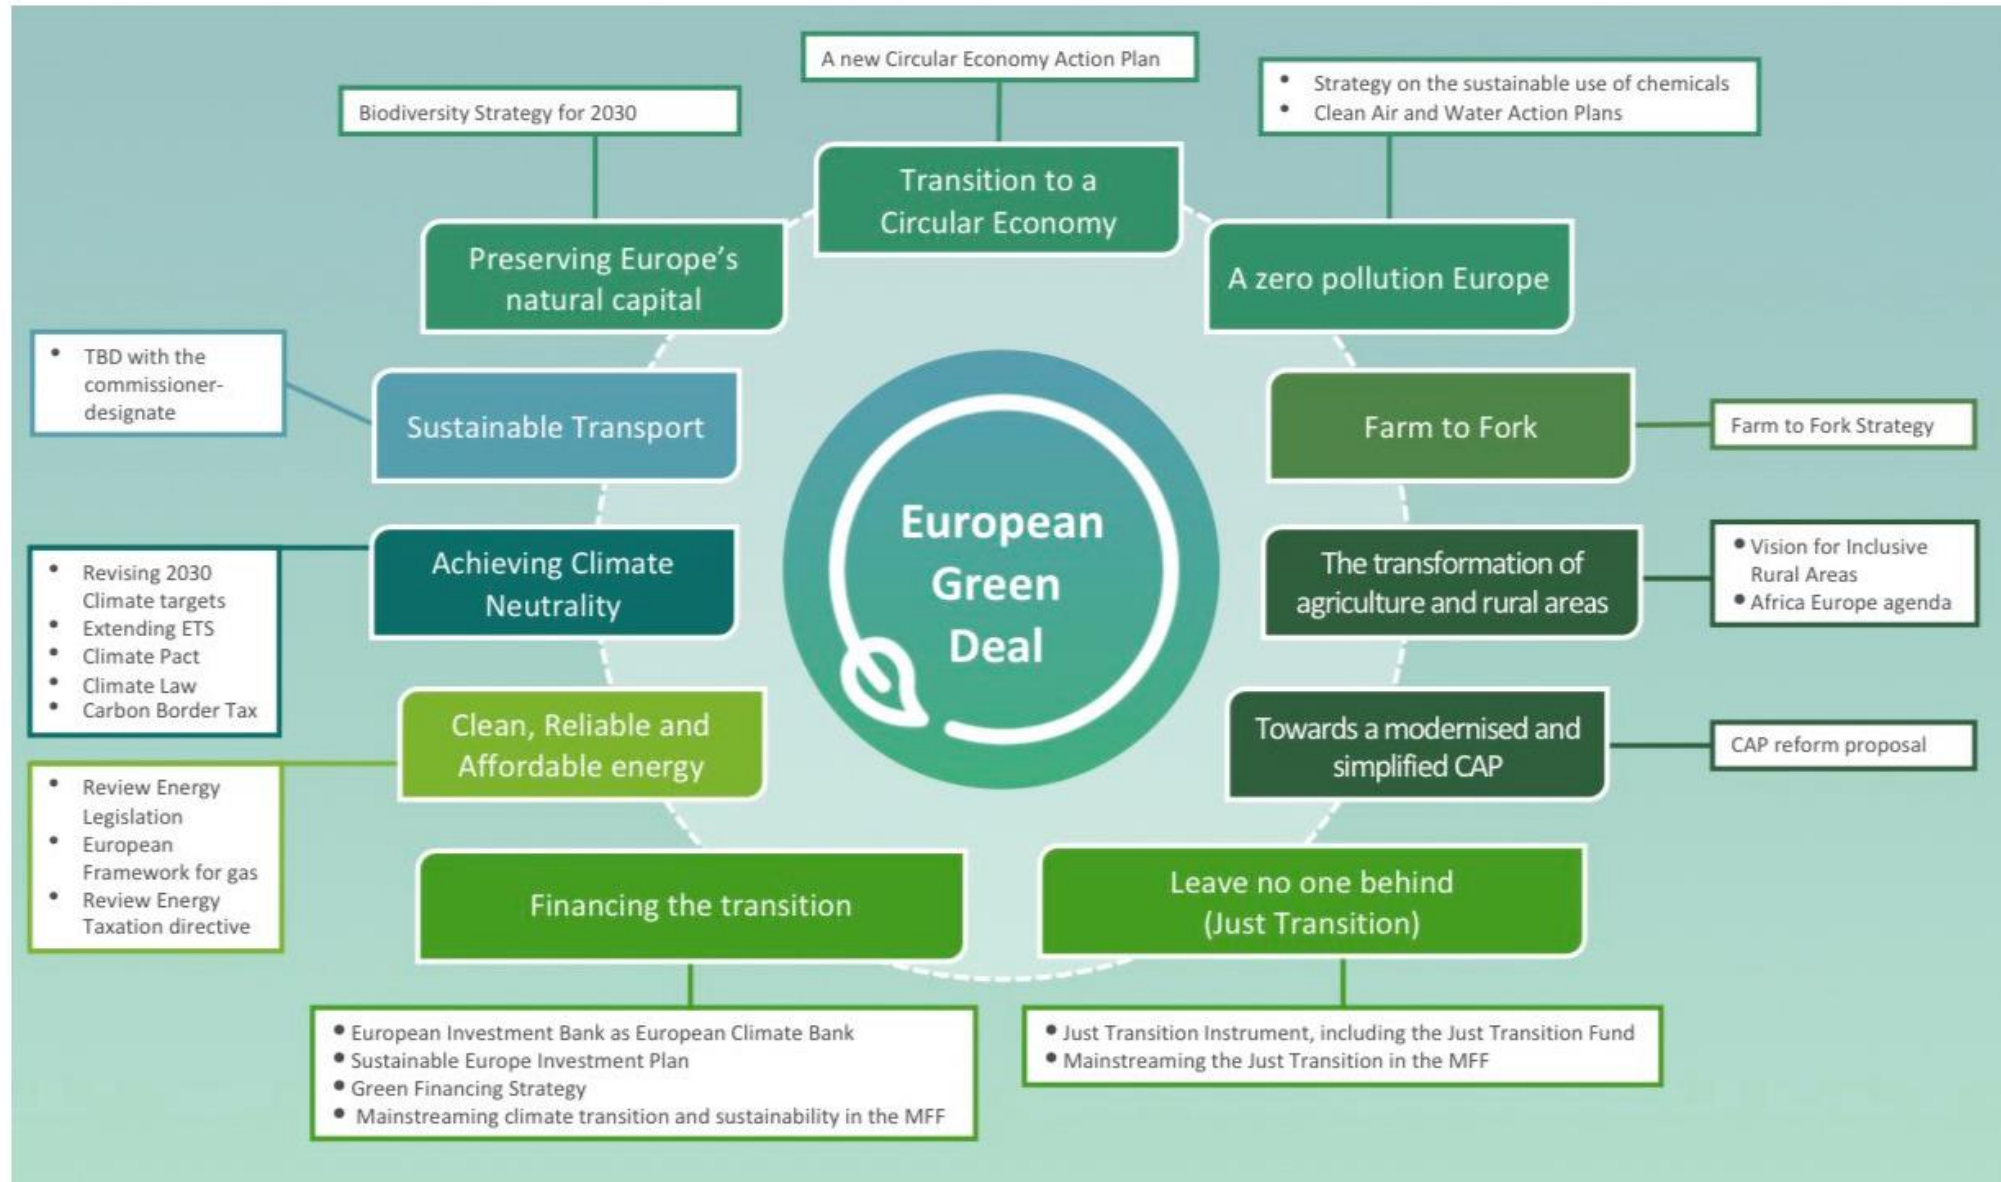 A new Circular Economy Action Plan
Biodiversity Strategy for 2030
• Strategy on the sustainable use of chemicals
• Clean Air and Water Action Plans
Transition to a
Circular Economy
Preserving Europe's
natural capital
A zero pollution Europe
• TBD with the
commissioner-
designate
Sustainable Transport
Farm to Fork
Farm to Fork Strategy
European
Green
Deal
Achieving Climate
Neutrality
• Revising 2030
Climate targets
• Extending ETS
• Climate Pact
• Climate Law
• Carbon Border Tax
The transformation of
agriculture and rural areas
• Vision for Inclusive
Rural Areas
• Africa Europe agenda
Clean, Reliable and
Affordable energy
• Review Energy
Legislation
• European
Framework for gas
• Review Energy
Taxation directive
Towards a modernised and
simplified CAP
CAP reform proposal
Financing the transition
• European Investment Bank as European Climate Bank
• Sustainable Europe Investment Plan
• Green Financing Strategy
• Mainstreaming climate transition and sustainability in the MFF
Leave no one behind
(Just Transition)
• Just Transition Instrument, including the Just Transition Fund
• Mainstreaming the Just Transition in the MFF